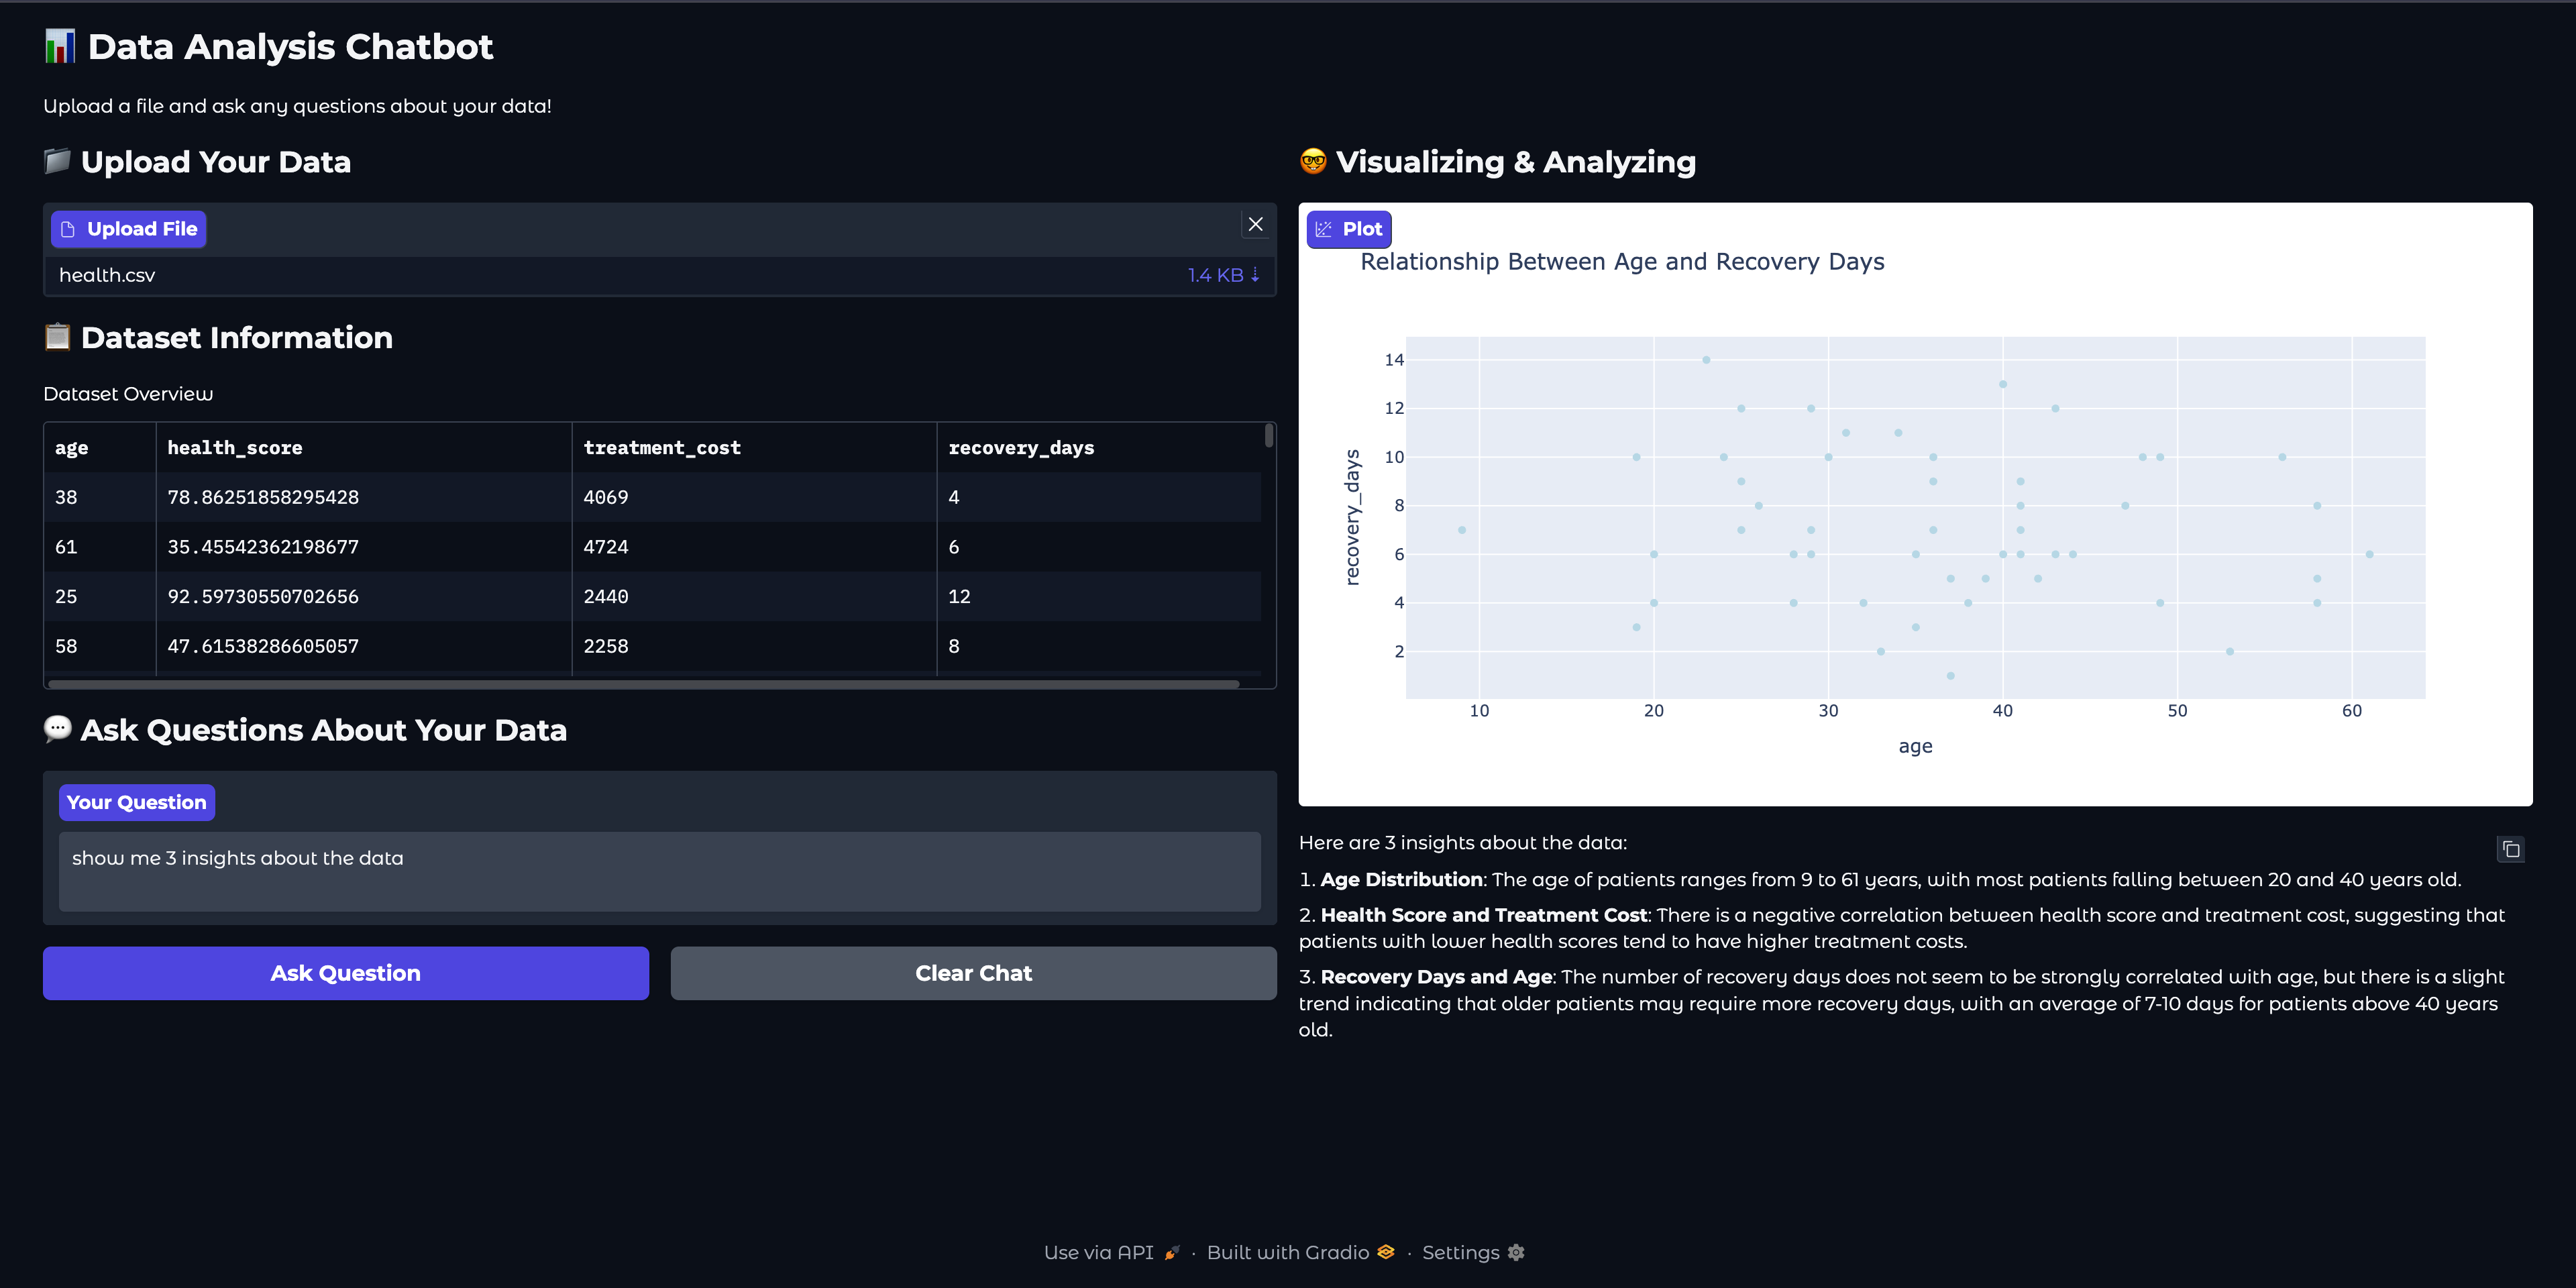 Data Analysis Chatbot
Upload a file and ask any questions about your data!
Upload Your Data
Upload File
health.csv
1.4 KB ⇣
Dataset Information
Dataset Overview
age health_score treatment_cost recovery_days
38 78.86251858295428 4069 4
61 35.45542362198677 4724 6
25 92.59730550702656 2440 12
58 47.61538286605057 2258 8
Ask Questions About Your Data
Your Question
show me 3 insights about the data
Ask Question
Clear Chat
Visualizing & Analyzing
Plot
Relationship Between Age and Recovery Days
14
12
10
8
6
4
2
recovery_days
10 20 30 40 50 60
age
Here are 3 insights about the data:
1. Age Distribution: The age of patients ranges from 9 to 61 years, with most patients falling between 20 and 40 years old.
2. Health Score and Treatment Cost: There is a negative correlation between health score and treatment cost, suggesting that
patients with lower health scores tend to have higher treatment costs.
3. Recovery Days and Age: The number of recovery days does not seem to be strongly correlated with age, but there is a slight
trend indicating that older patients may require more recovery days, with an average of 7-10 days for patients above 40 years
old.
Use via API · Built with Gradio · Settings